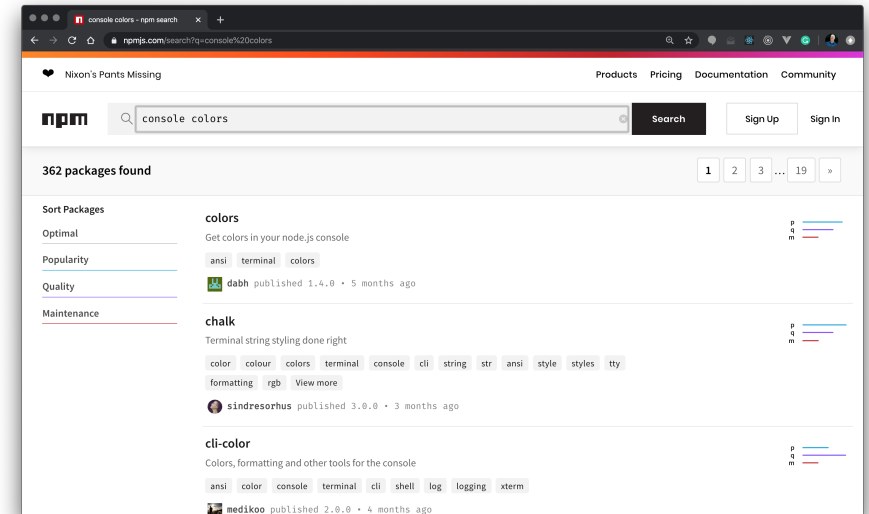 console colors - npm search
npmjs.com/search?q=console%20colors
❤ Nixon's Pants Missing
Products Pricing Documentation Community
npm
console colors
Search
Sign Up
Sign In
362 packages found
1 2 3 ... 19 »
Sort Packages
Optimal
Popularity
Quality
Maintenance
colors
Get colors in your node.js console
ansi terminal colors
dabh published 1.4.0 • 5 months ago
p
q
m
chalk
Terminal string styling done right
color colour colors terminal console cli string str ansi style styles tty
formatting rgb View more
sindresorhus published 3.0.0 • 3 months ago
p
q
m
cli-color
Colors, formatting and other tools for the console
ansi color console terminal cli shell log logging xterm
medikoo published 2.0.0 • 4 months ago
p
q
m